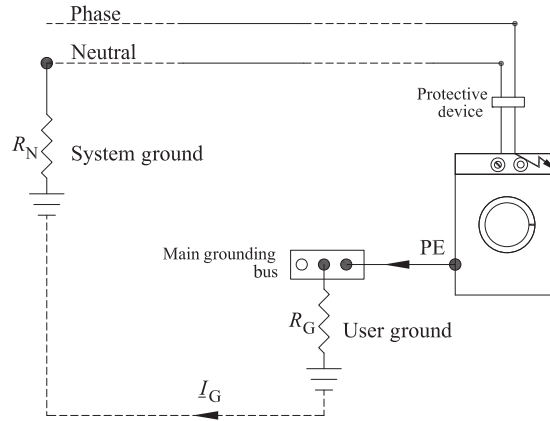 Phase
Neutral
Protective
device
R_N
System ground
Main grounding
bus
PE
R_G
User ground
I_G